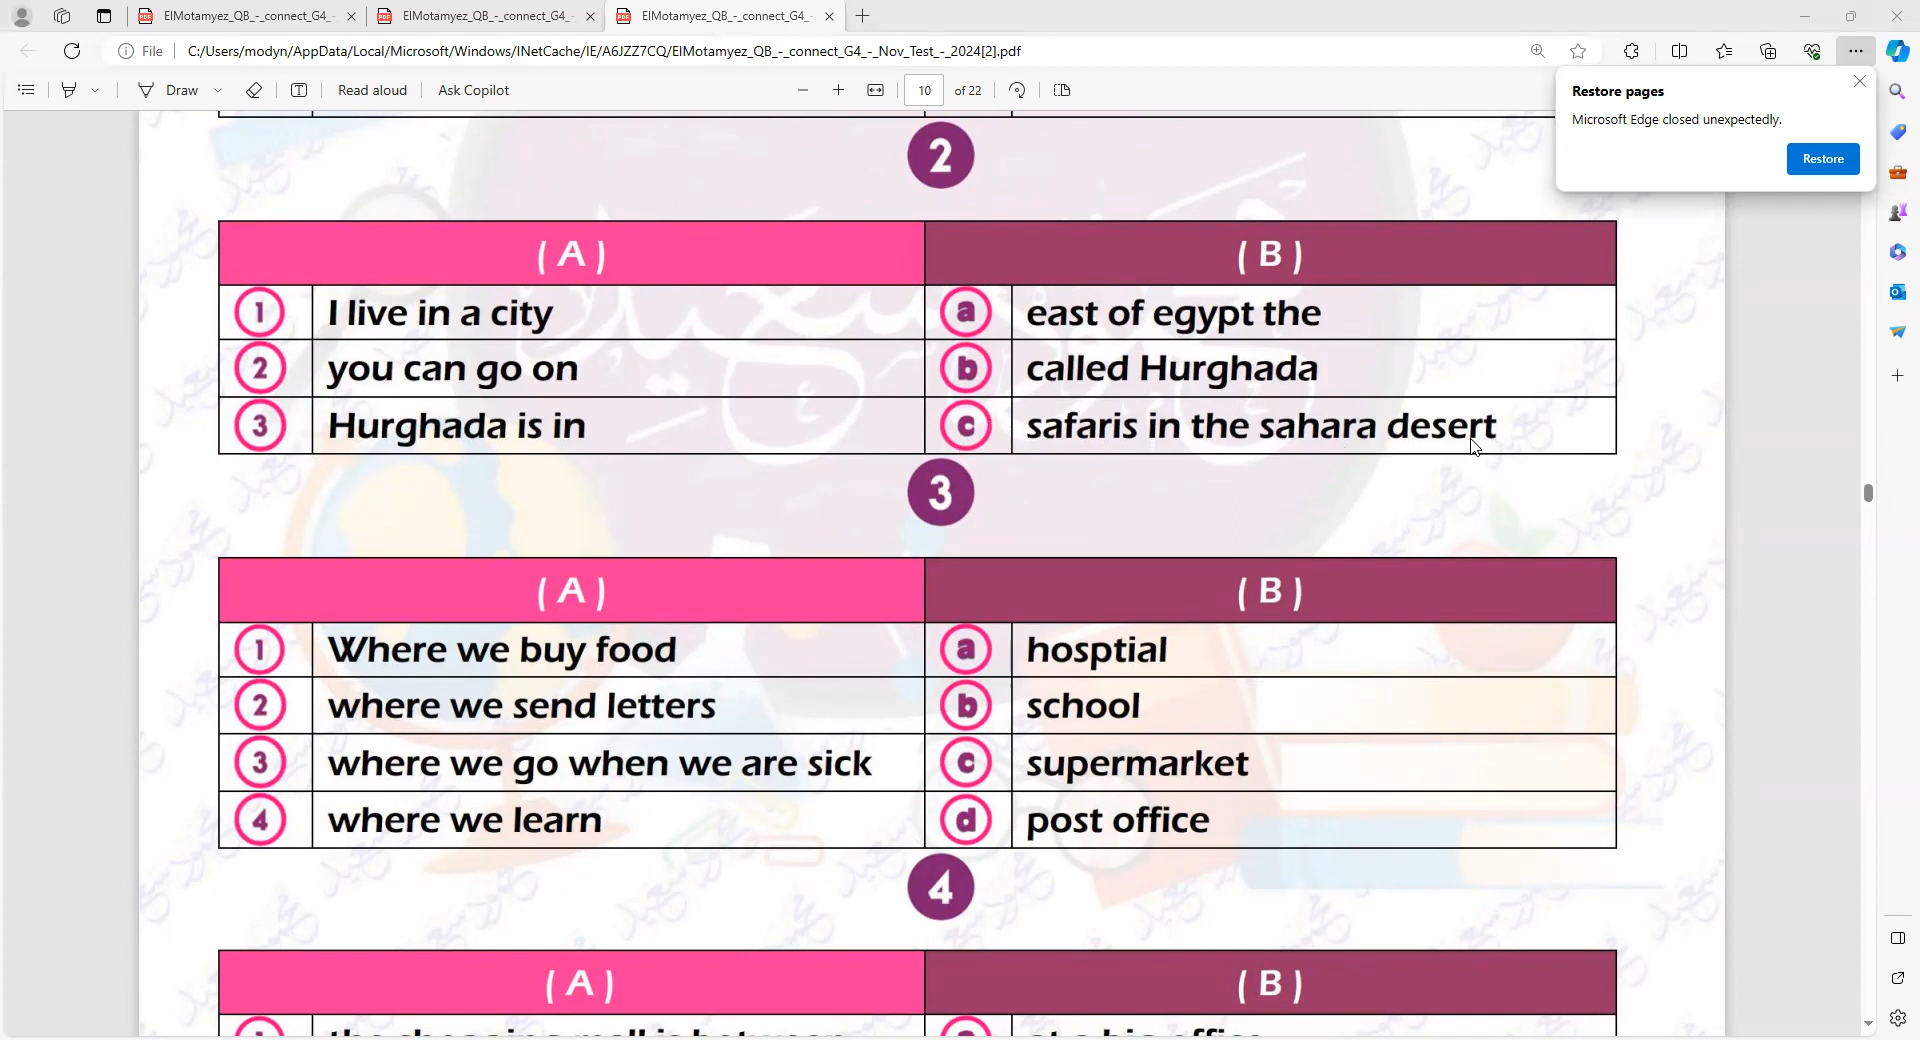 ElMotamyez_QB_-_connect_G4_-
ElMotamyez_QB_-_connect_G4_-
ElMotamyez_QB_-_connect_G4_-
File
C:/Users/modyn/AppData/Local/Microsoft/Windows/INetCache/IE/A6JZZ7CQ/ElMotamyez_QB_-_connect_G4_-_Nov_Test_-_2024[2].pdf
Draw
Read aloud
Ask Copilot
10 of 22
Restore pages
Microsoft Edge closed unexpectedly.
Restore
2
( A ) ( B )
1 I live in a city a east of egypt the
2 you can go on b called Hurghada
3 Hurghada is in c safaris in the sahara desert
3
( A ) ( B )
1 Where we buy food a hosptial
2 where we send letters b school
3 where we go when we are sick c supermarket
4 where we learn d post office
4
( A ) ( B )